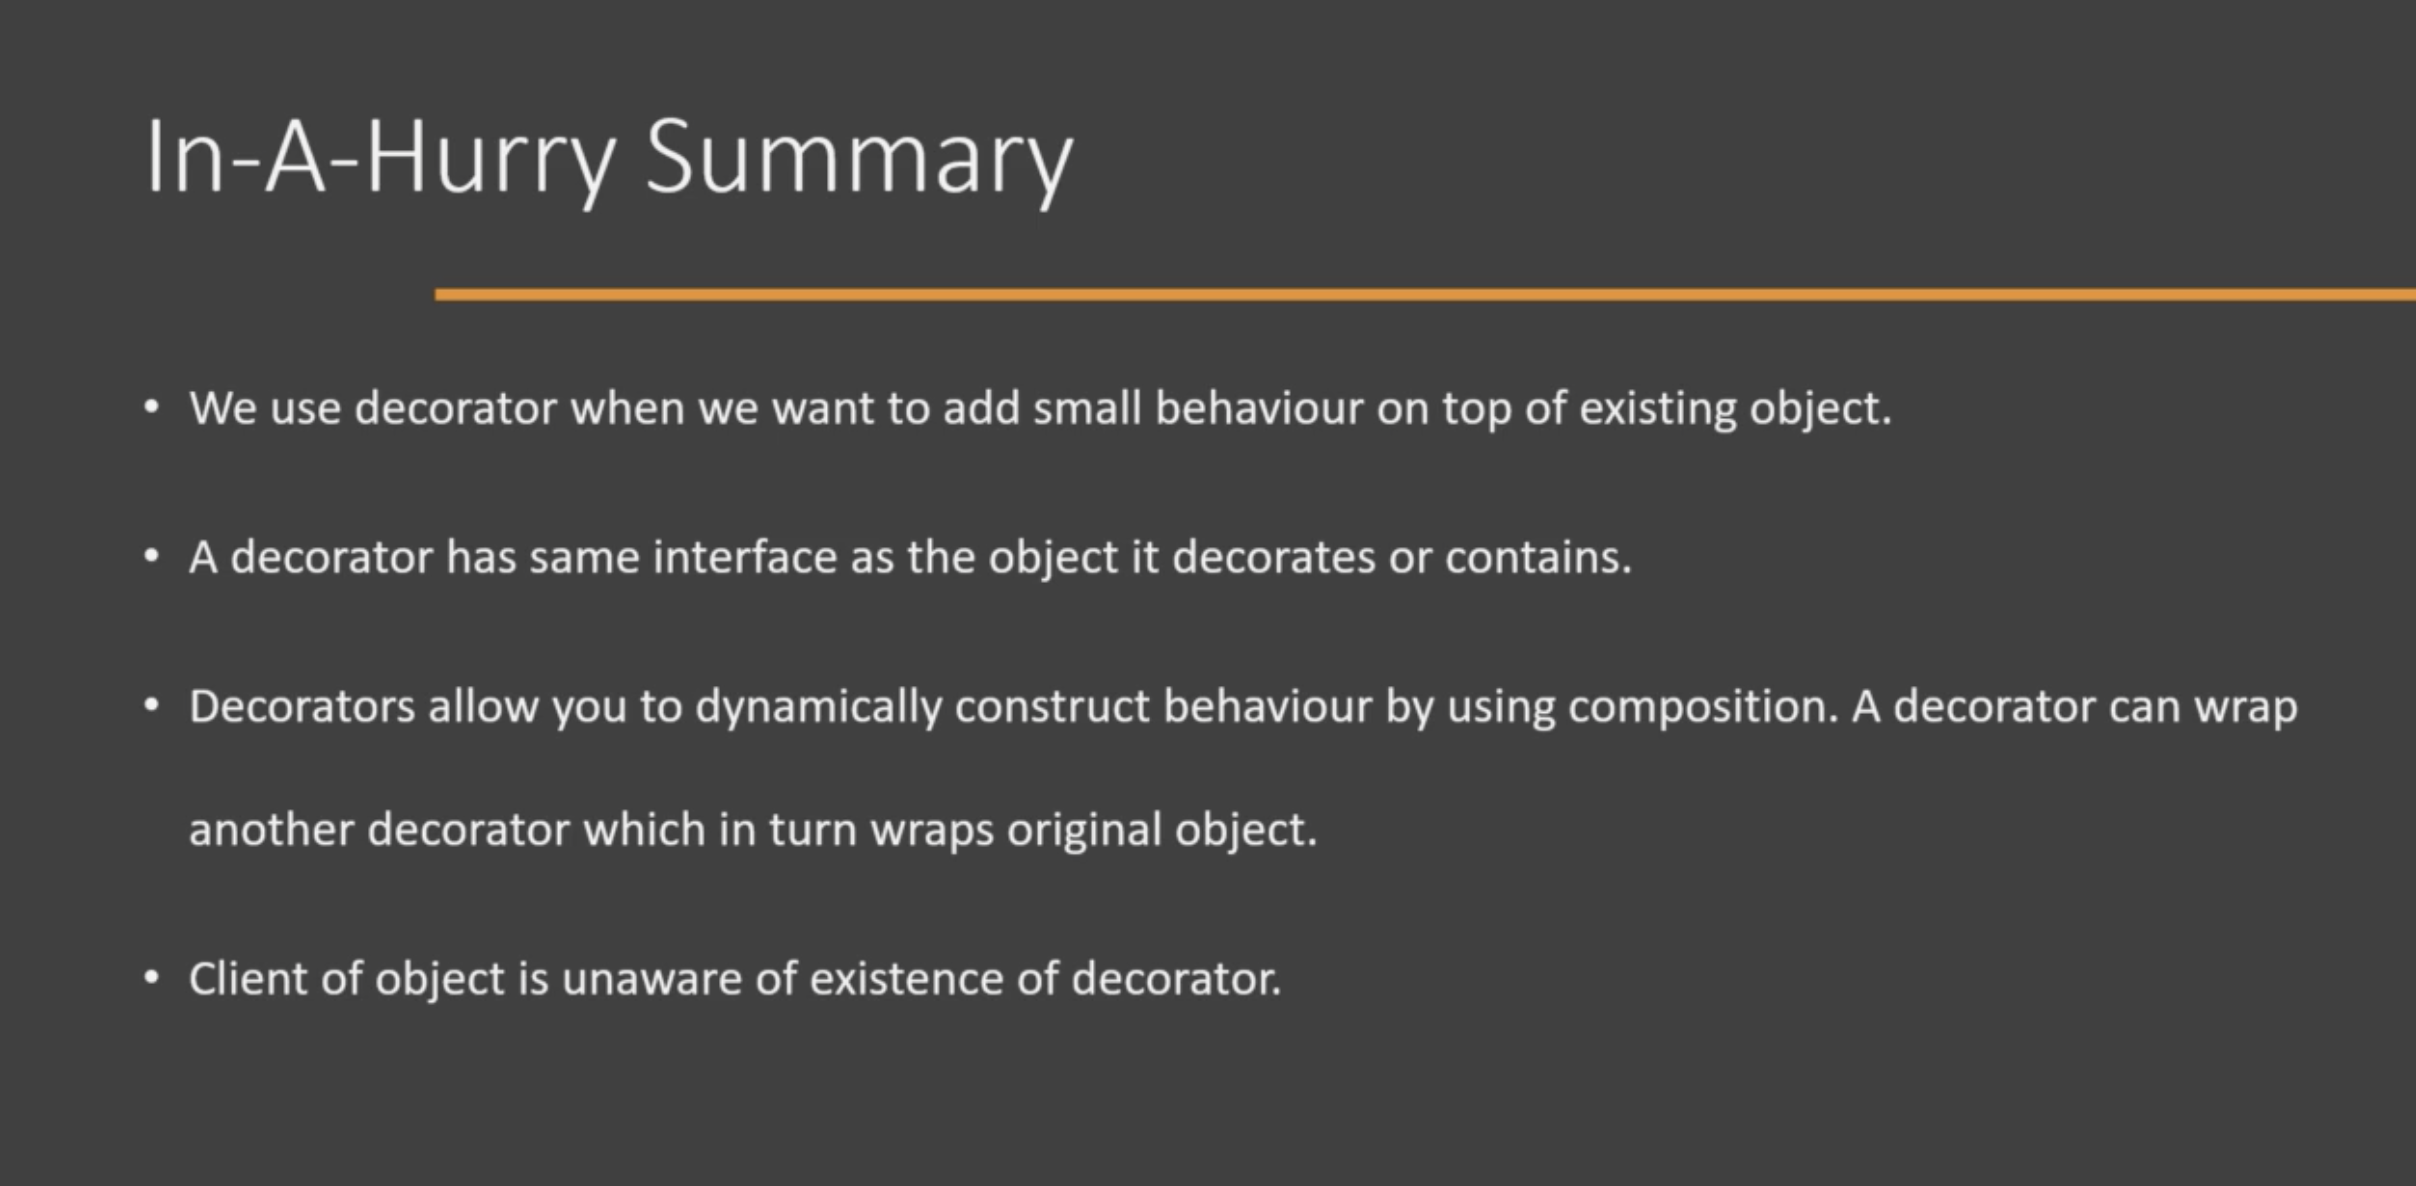 In-A-Hurry Summary
• We use decorator when we want to add small behaviour on top of existing object.
• A decorator has same interface as the object it decorates or contains.
• Decorators allow you to dynamically construct behaviour by using composition. A decorator can wrap
another decorator which in turn wraps original object.
• Client of object is unaware of existence of decorator.